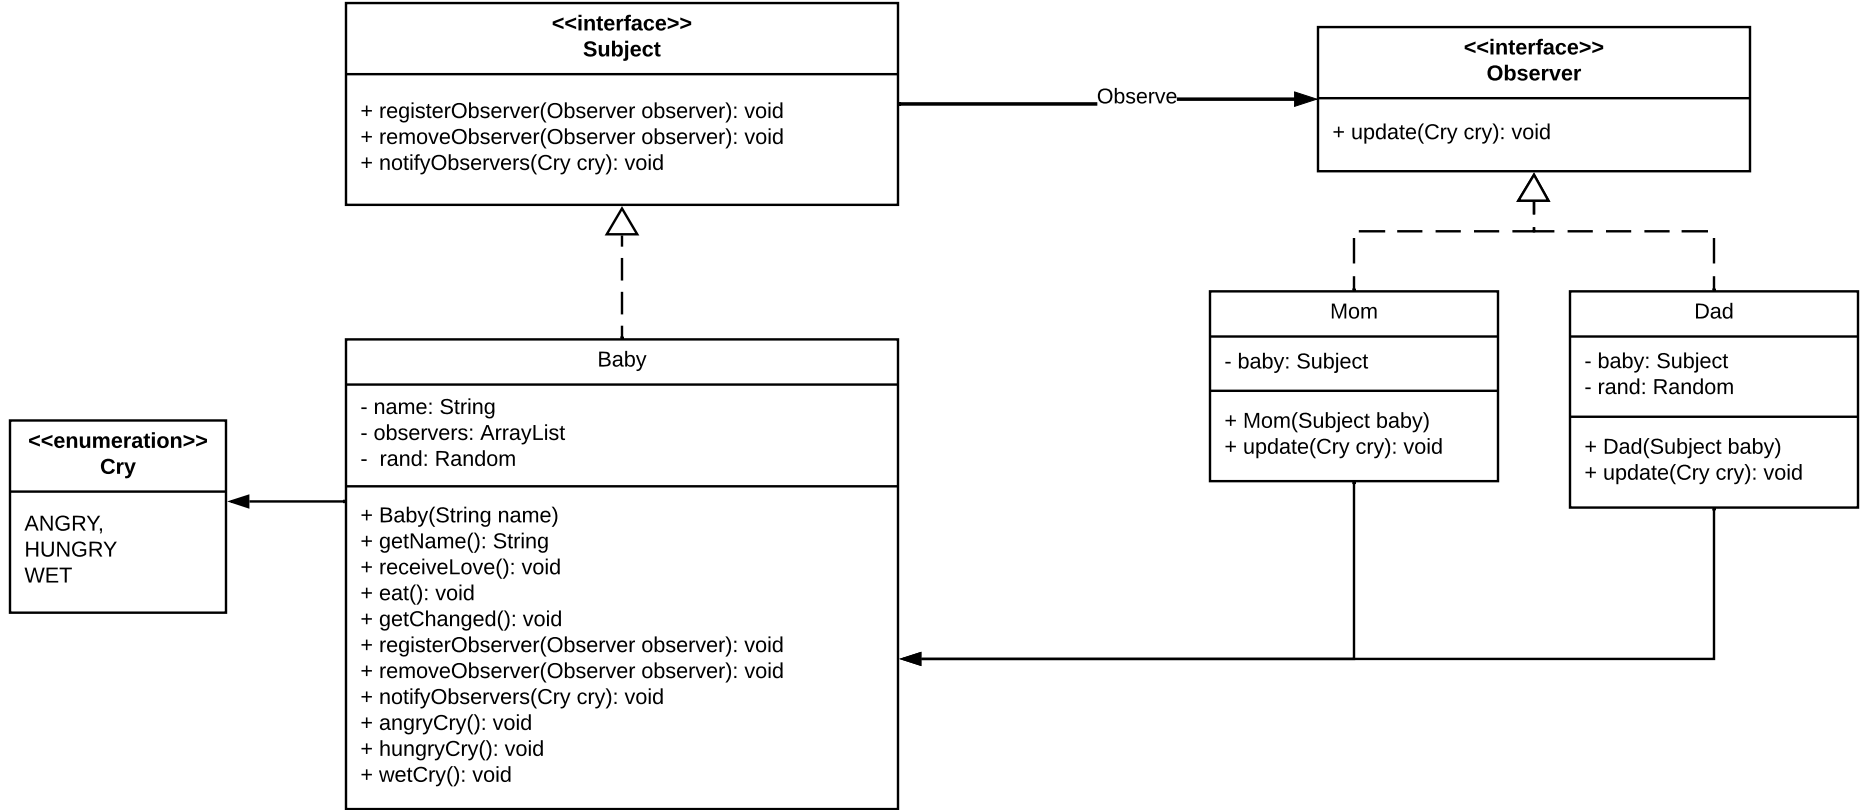 <<interface>>
Subject
+ registerObserver(Observer observer): void
+ removeObserver(Observer observer): void
+ notifyObservers(Cry cry): void
Observe
<<interface>>
Observer
+ update(Cry cry): void
<<enumeration>>
Cry
ANGRY,
HUNGRY
WET
Baby
- name: String
- observers: ArrayList
-  rand: Random
+ Baby(String name)
+ getName(): String
+ receiveLove(): void
+ eat(): void
+ getChanged(): void
+ registerObserver(Observer observer): void
+ removeObserver(Observer observer): void
+ notifyObservers(Cry cry): void
+ angryCry(): void
+ hungryCry(): void
+ wetCry(): void
Mom
- baby: Subject
+ Mom(Subject baby)
+ update(Cry cry): void
Dad
- baby: Subject
- rand: Random
+ Dad(Subject baby)
+ update(Cry cry): void